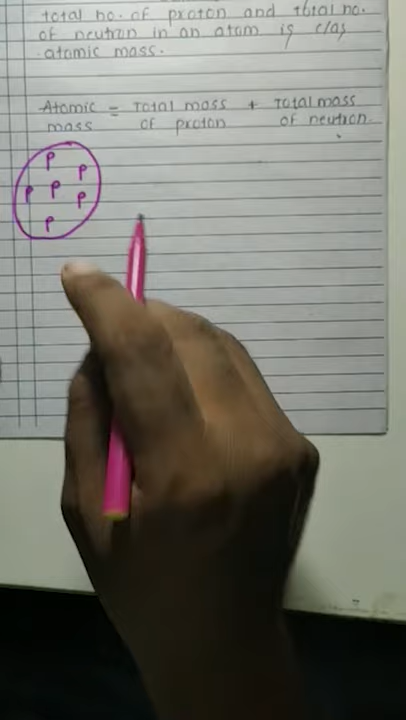 total no. of proton and total no.
of neutron in an atom is c/as
atomic mass.
Atomic mass = Total mass of proton + Total mass of neutron.
P
P
P P
P
P